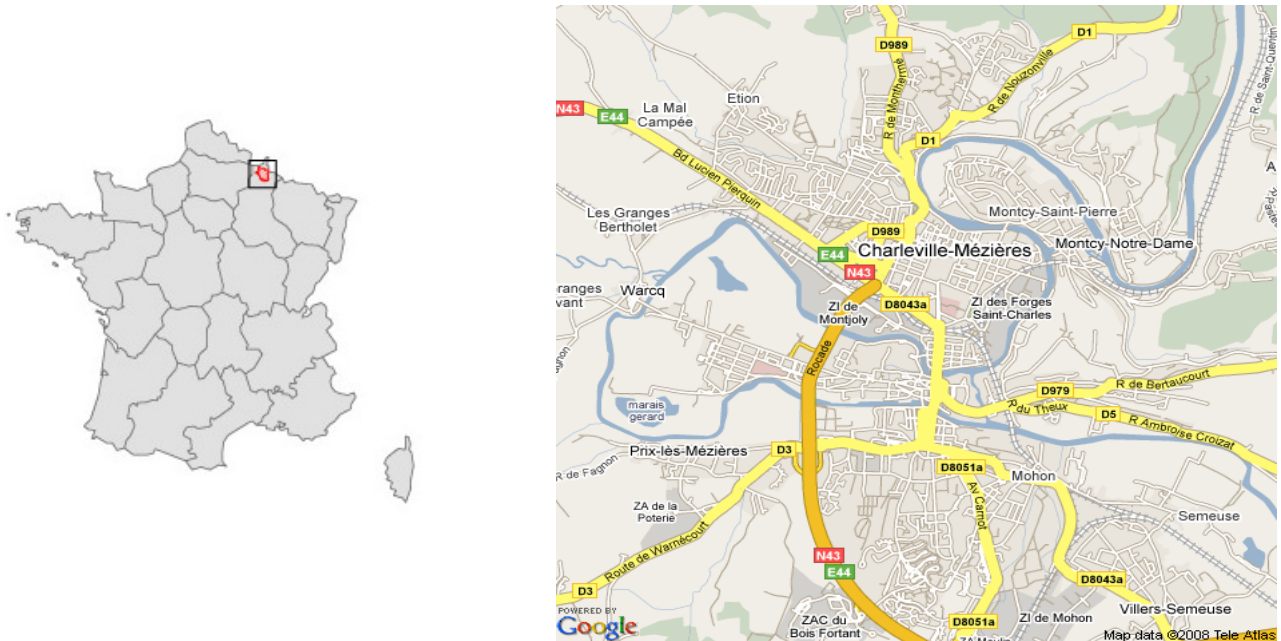 D989
D1
R de Montherme
R de Nouzonville
R de Saint-Quentin
N43
E44
La Mal
Campée
Etion
D1
Bd Lucien Pierquin
Les Granges
Bertholet
D989
Montcy-Saint-Pierre
E44
Charleville-Mézières
Montcy-Notre-Dame
N43
Warcq
ZI de
Montjoly
D8043a
ZI des Forges
Saint-Charles
Rocade
D979
R de Bertaucourt
R du Theux
D5
R Ambroise Croizat
marais
gerard
Prix-lès-Mézières
D3
R de Fagnon
D8051a
Mohon
Av Carnot
ZA de la
Poterie
Semeuse
Route de Warnécourt
N43
E44
D3
D8043a
ZAC du
Bois Fortant
ZI de Mohon
Villers-Semeuse
D8051a
POWERED BY
Google
Map data ©2008 Tele Atlas